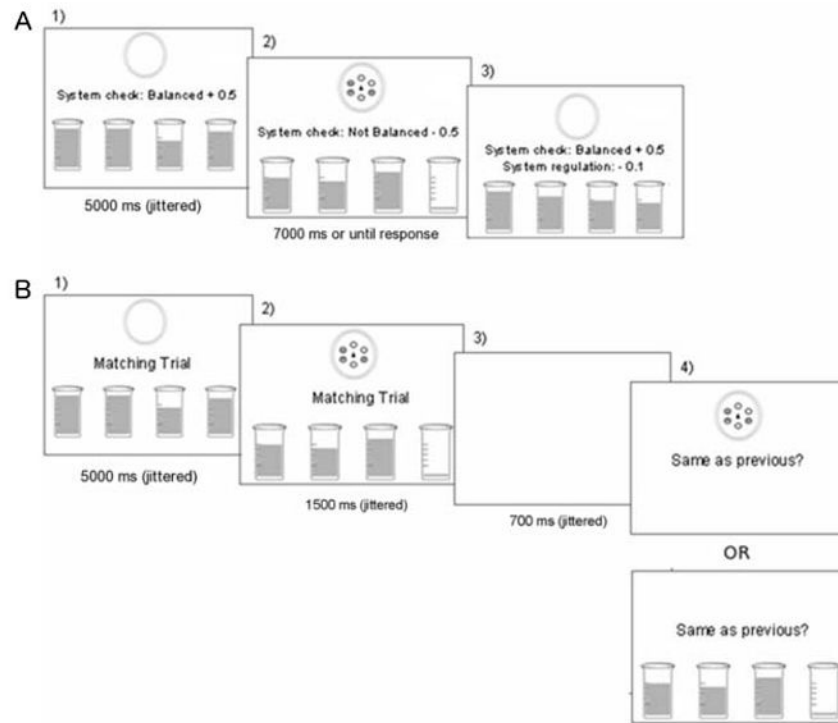 A
1)
System check: Balanced + 0.5
5000 ms (jittered)
2)
System check: Not Balanced - 0.5
7000 ms or until response
3)
System check: Balanced + 0.5
System regulation: - 0.1
B
1)
Matching Trial
5000 ms (jittered)
2)
Matching Trial
1500 ms (jittered)
3)
700 ms (jittered)
4)
Same as previous?
OR
Same as previous?